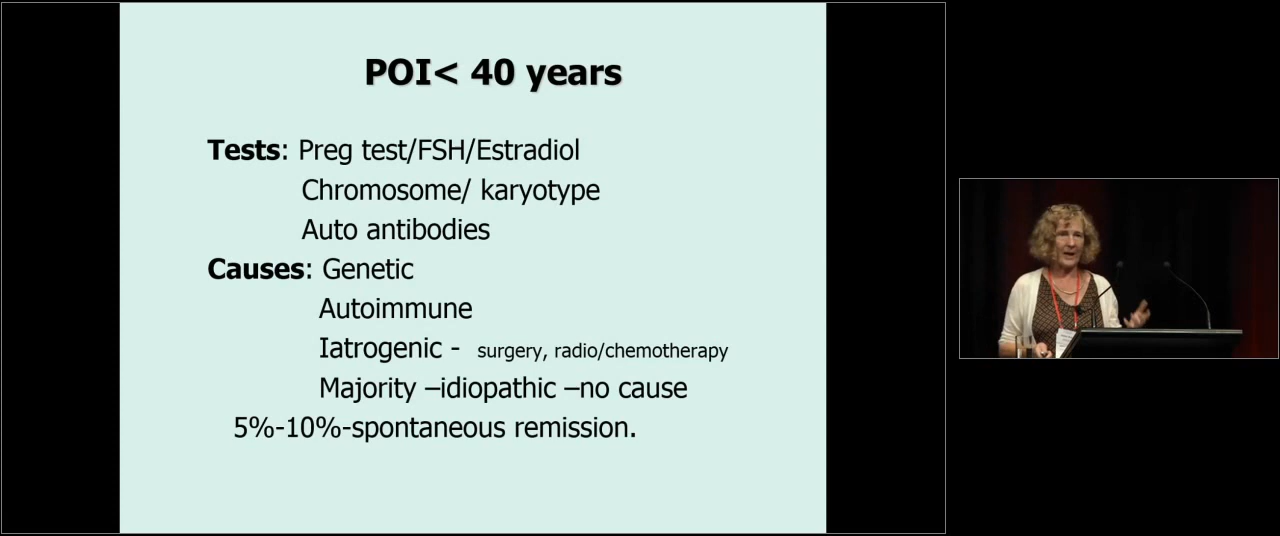 POI< 40 years
Tests: Preg test/FSH/Estradiol
Chromosome/ karyotype
Auto antibodies
Causes: Genetic
Autoimmune
Iatrogenic - surgery, radio/chemotherapy
Majority –idiopathic –no cause
5%-10%-spontaneous remission.